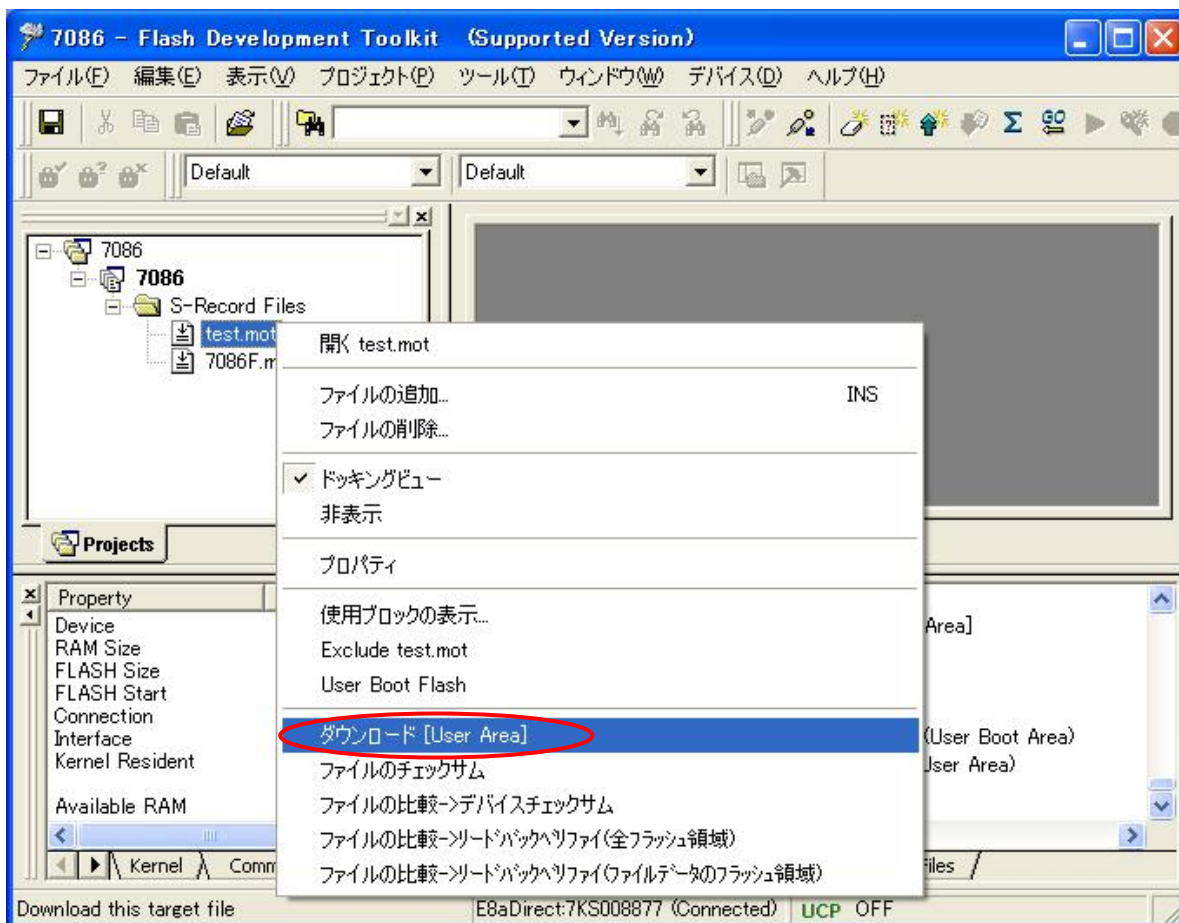 7086 - Flash Development Toolkit (Supported Version)
ファイル(F) 編集(E) 表示(V) プロジェクト(P) ツール(T) ウィンドウ(W) デバイス(D) ヘルプ(H)
Σ GO
Default Default
7086
7086
S-Record Files
test.mot
7086F.m
開く test.mot
ファイルの追加... INS
ファイルの削除...
ドッキングビュー
非表示
Projects
プロパティ
Property
使用ブロックの表示...
Device Area]
RAM Size Exclude test.mot
FLASH Size
FLASH Start User Boot Flash
Connection
Interface ダウンロード [User Area] (User Boot Area)
Kernel Resident ファイルのチェックサム User Area)
Available RAM ファイルの比較->デバイスチェックサム
ファイルの比較->リードバックベリファイ(全フラッシュ領域)
Kernel Comm ファイルの比較->リードバックベリファイ(ファイルデータのフラッシュ領域) Files
Download this target file E8aDirect:7KS008877 (Connected) UCP OFF